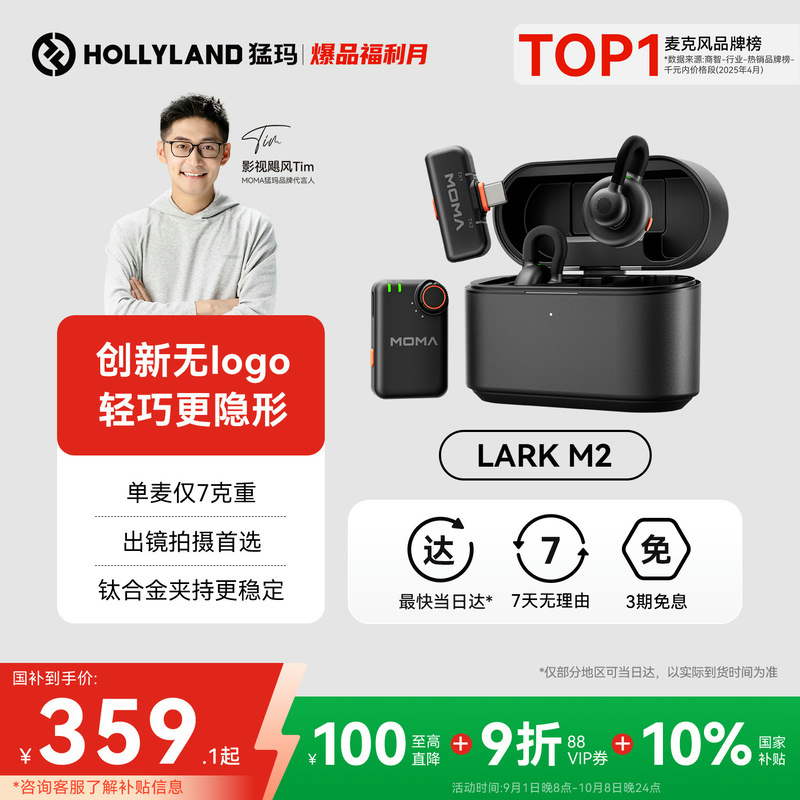 HOLLYLAND 猛玛 爆品福利月
TOP1 麦克风品牌榜
*数据来源:商智-行业-热销品牌榜-
千元内价格段(2025年4月)
Tim
影视飓风Tim
MOMA猛玛品牌代言人
MOMA
MOMA
创新无logo
轻巧更隐形
单麦仅7克重
出镜拍摄首选
钛合金夹持更稳定
LARK M2
达
最快当日达*
7
7天无理由
免
3期免息
*仅部分地区可当日达，以实际到货时间为准
国补到手价:
¥359.1起
*咨询客服了解补贴信息
¥100 至高直降 + 9折 88VIP券 + 10% 国家补贴
活动时间:9月1日晚8点-10月8日晚24点